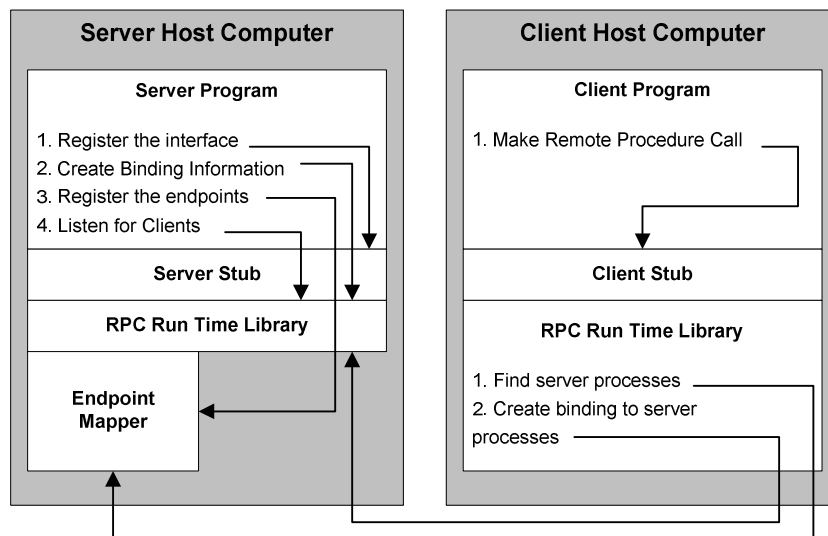 Server Host Computer
Server Program
1. Register the interface
2. Create Binding Information
3. Register the endpoints
4. Listen for Clients
Server Stub
RPC Run Time Library
Endpoint
Mapper
Client Host Computer
Client Program
1. Make Remote Procedure Call
Client Stub
RPC Run Time Library
1. Find server processes
2. Create binding to server
processes